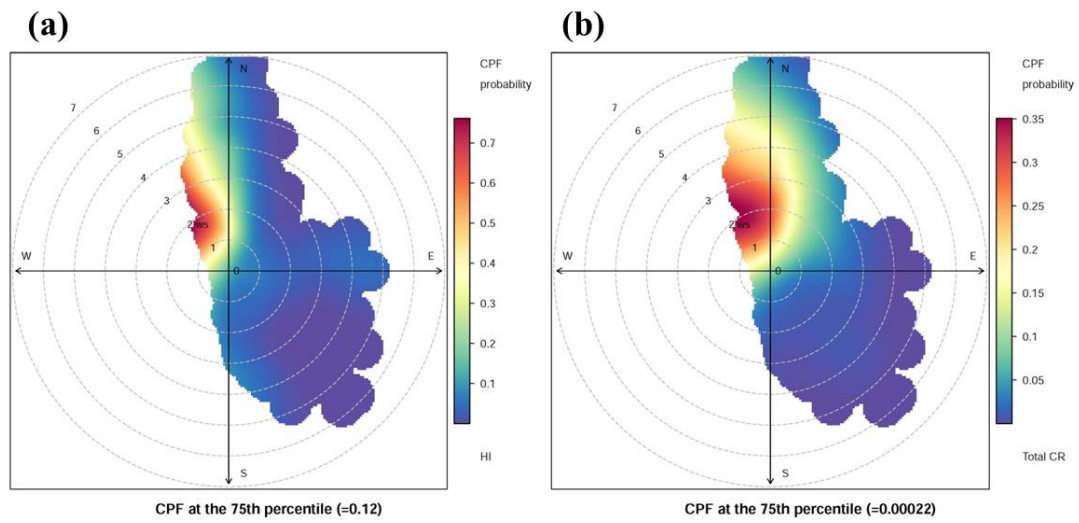 (a)
CPF
probability
N
7
6
5
4
3
2 ws
1
0
W
E
S
0.7
0.6
0.5
0.4
0.3
0.2
0.1
HI
CPF at the 75th percentile (=0.12)
(b)
CPF
probability
N
7
6
5
4
3
2 ws
1
0
W
E
S
0.35
0.3
0.25
0.2
0.15
0.1
0.05
Total CR
CPF at the 75th percentile (=0.00022)